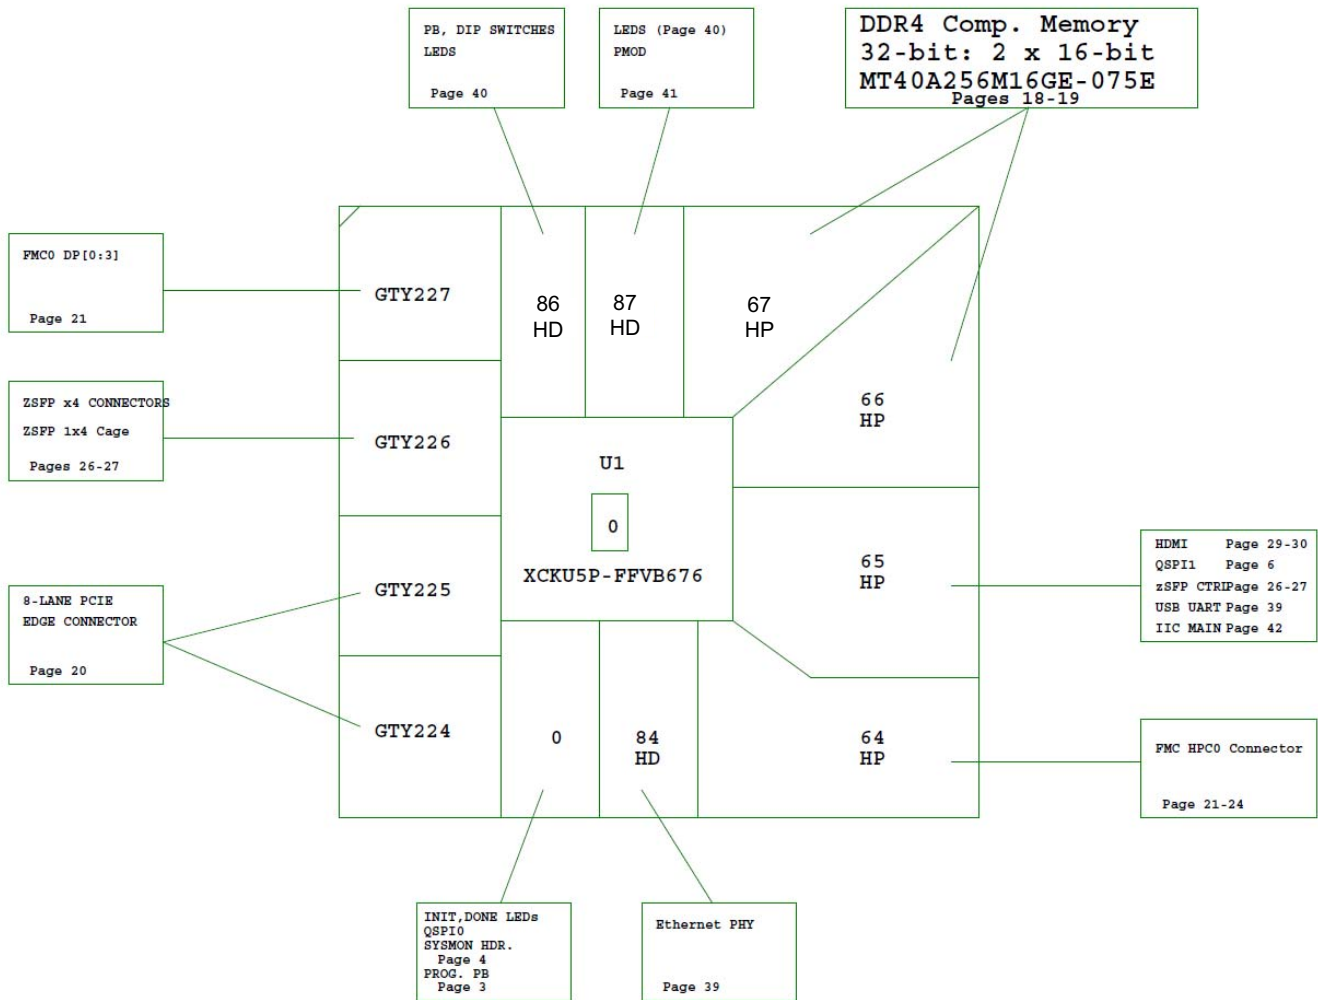 PB, DIP SWITCHES
LEDS
Page 40
LEDS (Page 40)
PMOD
Page 41
DDR4 Comp. Memory
32-bit: 2 x 16-bit
MT40A256M16GE-075E
Pages 18-19
FMC0 DP[0:3]
Page 21
GTY227
86
HD
87
HD
67
HP
ZSFP x4 CONNECTORS
ZSFP 1x4 Cage
Pages 26-27
GTY226
66
HP
U1
0
XCKU5P-FFVB676
65
HP
HDMI Page 29-30
QSPI1 Page 6
zSFP CTRLPage 26-27
USB UART Page 39
IIC MAIN Page 42
8-LANE PCIE
EDGE CONNECTOR
Page 20
GTY225
GTY224
0
84
HD
64
HP
FMC HPC0 Connector
Page 21-24
INIT,DONE LEDs
QSPI0
SYSMON HDR.
Page 4
PROG. PB
Page 3
Ethernet PHY
Page 39